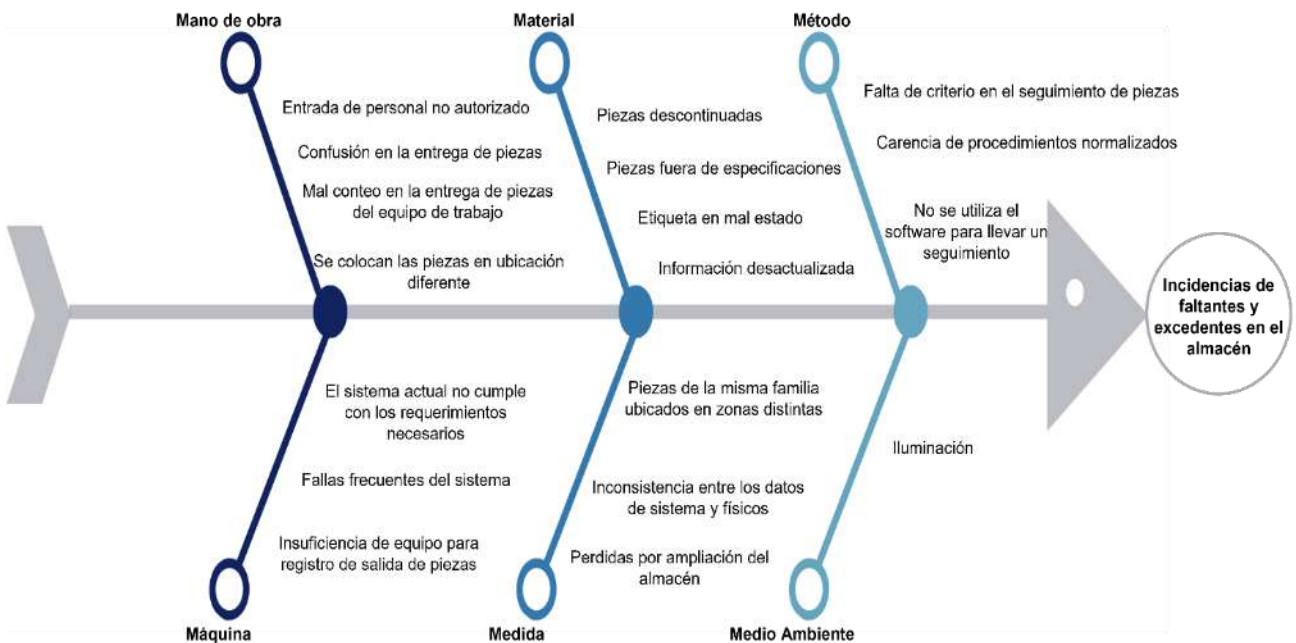 Mano de obra
Material
Método
Entrada de personal no autorizado
Confusión en la entrega de piezas
Mal conteo en la entrega de piezas
del equipo de trabajo
Se colocan las piezas en ubicación
diferente
Piezas descontinuadas
Piezas fuera de especificaciones
Etiqueta en mal estado
Información desactualizada
Falta de criterio en el seguimiento de piezas
Carencia de procedimientos normalizados
No se utiliza el
software para llevar un
seguimiento
Incidencias de
faltantes y
excedentes en el
almacén
El sistema actual no cumple
con los requerimientos
necesarios
Fallas frecuentes del sistema
Insuficiencia de equipo para
registro de salida de piezas
Piezas de la misma familia
ubicados en zonas distintas
Inconsistencia entre los datos
de sistema y físicos
Perdidas por ampliación del
almacén
Iluminación
Máquina
Medida
Medio Ambiente